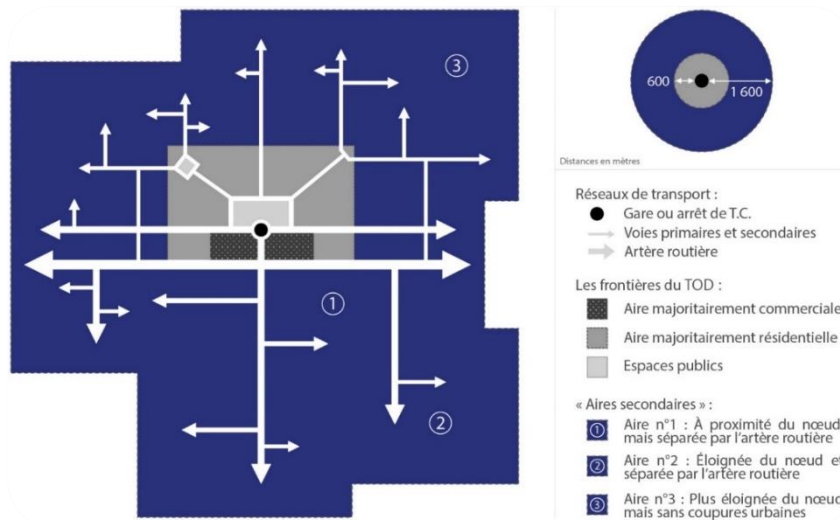 ③
600
1 600
Distances en mètres
Réseaux de transport :
Gare ou arrêt de T.C.
Voies primaires et secondaires
Artère routière
Les frontières du TOD :
Aire majoritairement commerciale
Aire majoritairement résidentielle
Espaces publics
« Aires secondaires » :
① Aire n°1 : À proximité du nœud
mais séparée par l'artère routière
② Aire n°2 : Éloignée du nœud et
séparée par l'artère routière
③ Aire n°3 : Plus éloignée du nœud
mais sans coupures urbaines
①
②